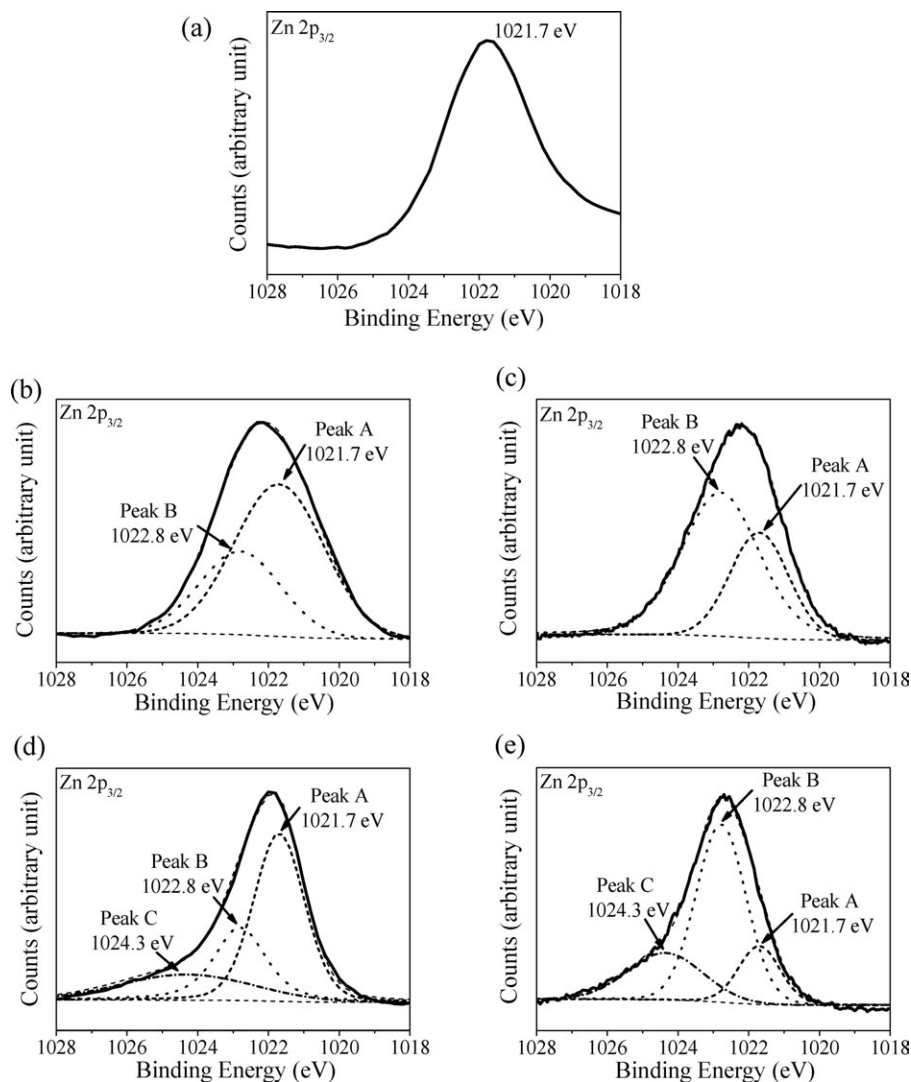 (a)
Zn 2p3/2
1021.7 eV
Counts (arbitrary unit)
1028 1026 1024 1022 1020 1018
Binding Energy (eV)
(b)
Zn 2p3/2
Peak A
1021.7 eV
Peak B
1022.8 eV
Counts (arbitrary unit)
1028 1026 1024 1022 1020 1018
Binding Energy (eV)
(c)
Zn 2p3/2
Peak B
1022.8 eV
Peak A
1021.7 eV
Counts (arbitrary unit)
1028 1026 1024 1022 1020 1018
Binding Energy (eV)
(d)
Zn 2p3/2
Peak A
1021.7 eV
Peak B
1022.8 eV
Peak C
1024.3 eV
Counts (arbitrary unit)
1028 1026 1024 1022 1020 1018
Binding Energy (eV)
(e)
Zn 2p3/2
Peak B
1022.8 eV
Peak C
1024.3 eV
Peak A
1021.7 eV
Counts (arbitrary unit)
1028 1026 1024 1022 1020 1018
Binding Energy (eV)